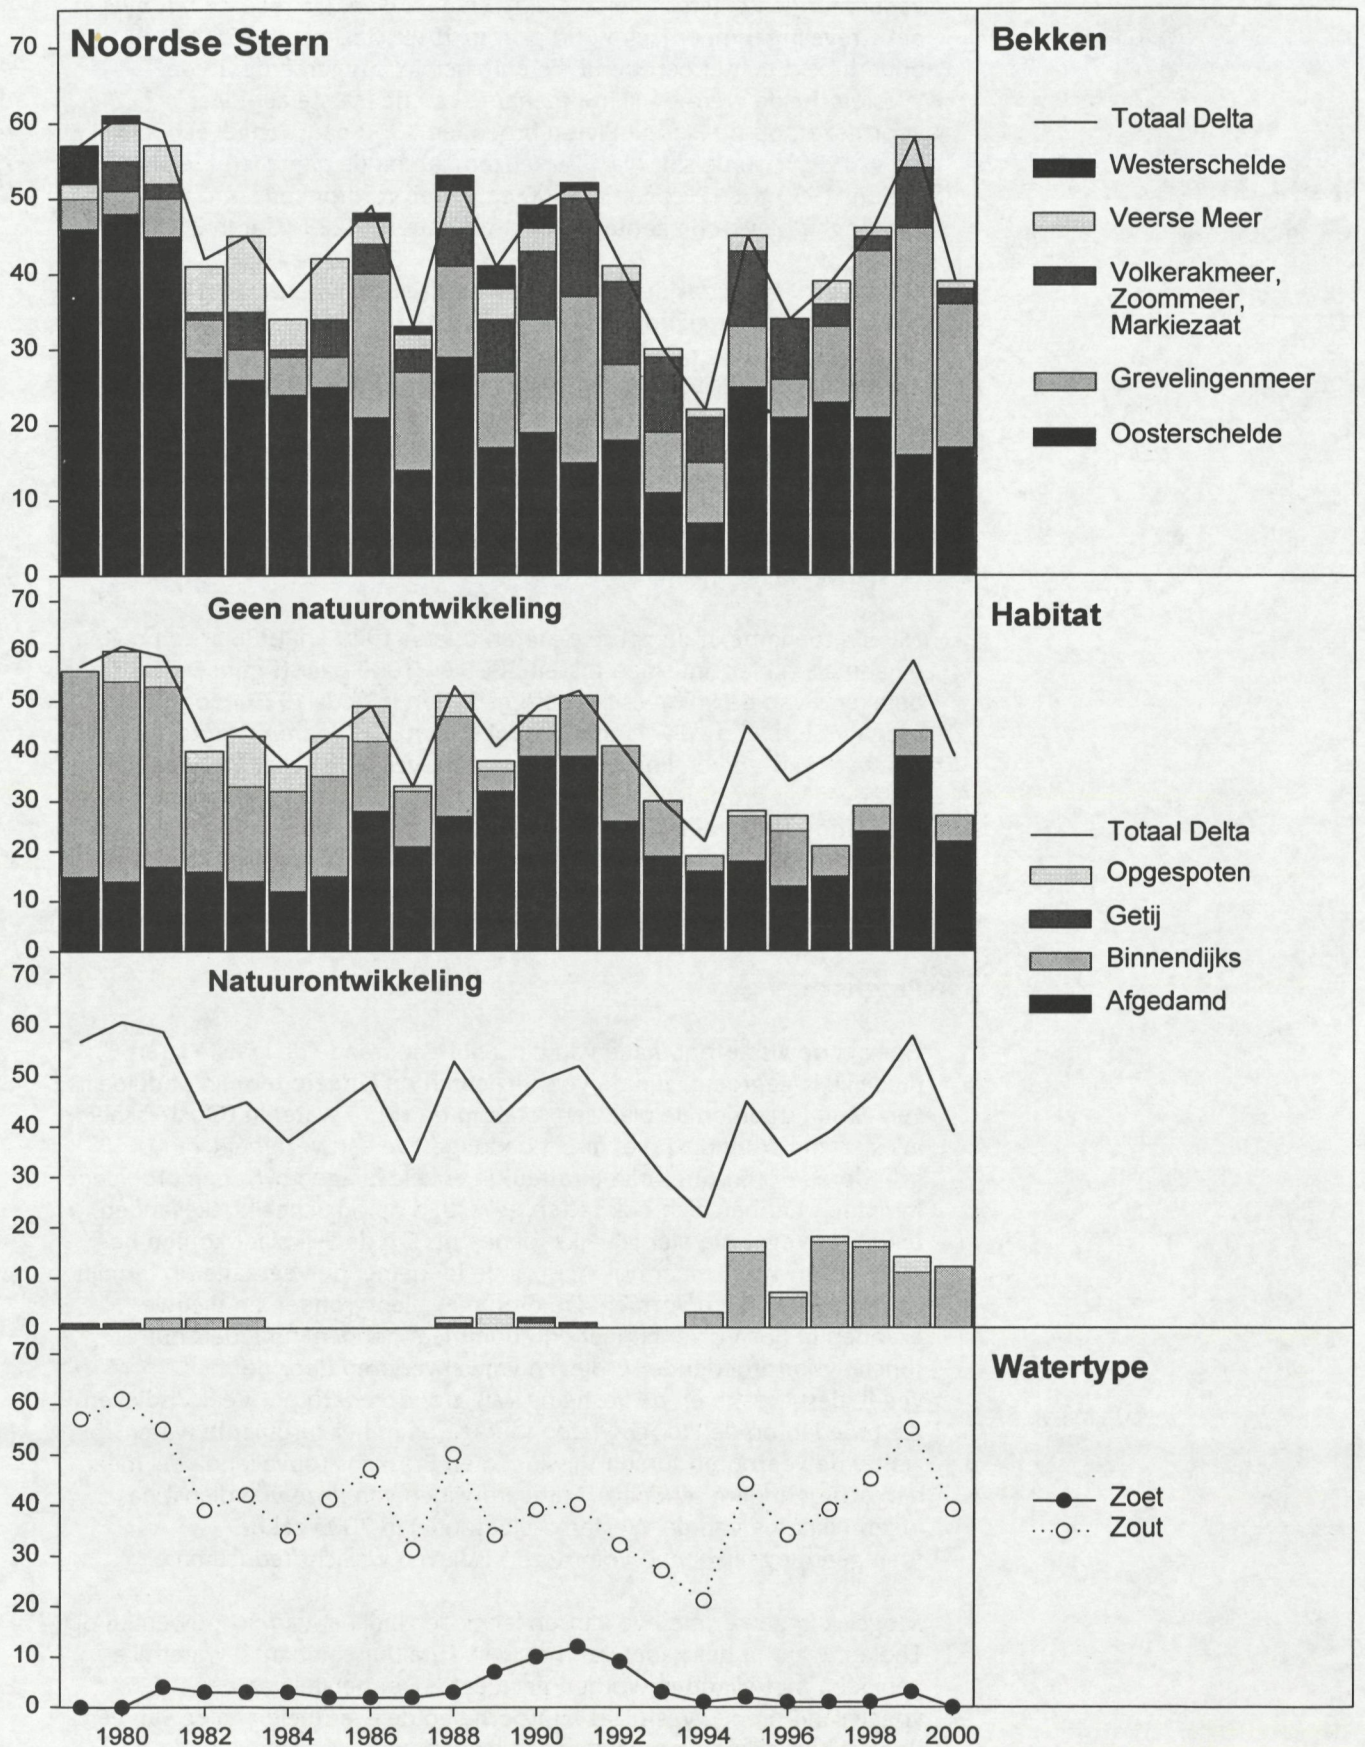 Noordse Stern
70
60
50
40
30
20
10
0
Bekken
Totaal Delta
Westerschelde
Veerse Meer
Volkerakmeer,
Zoommeer,
Markiezaat
Grevelingenmeer
Oosterschelde
Geen natuurontwikkeling
70
60
50
40
30
20
10
0
Habitat
Totaal Delta
Opgespoten
Getij
Binnendijks
Afgedamd
Natuurontwikkeling
70
60
50
40
30
20
10
0
Watertype
70
60
50
40
30
20
10
0
Zoet
Zout
1980 1982 1984 1986 1988 1990 1992 1994 1996 1998 2000